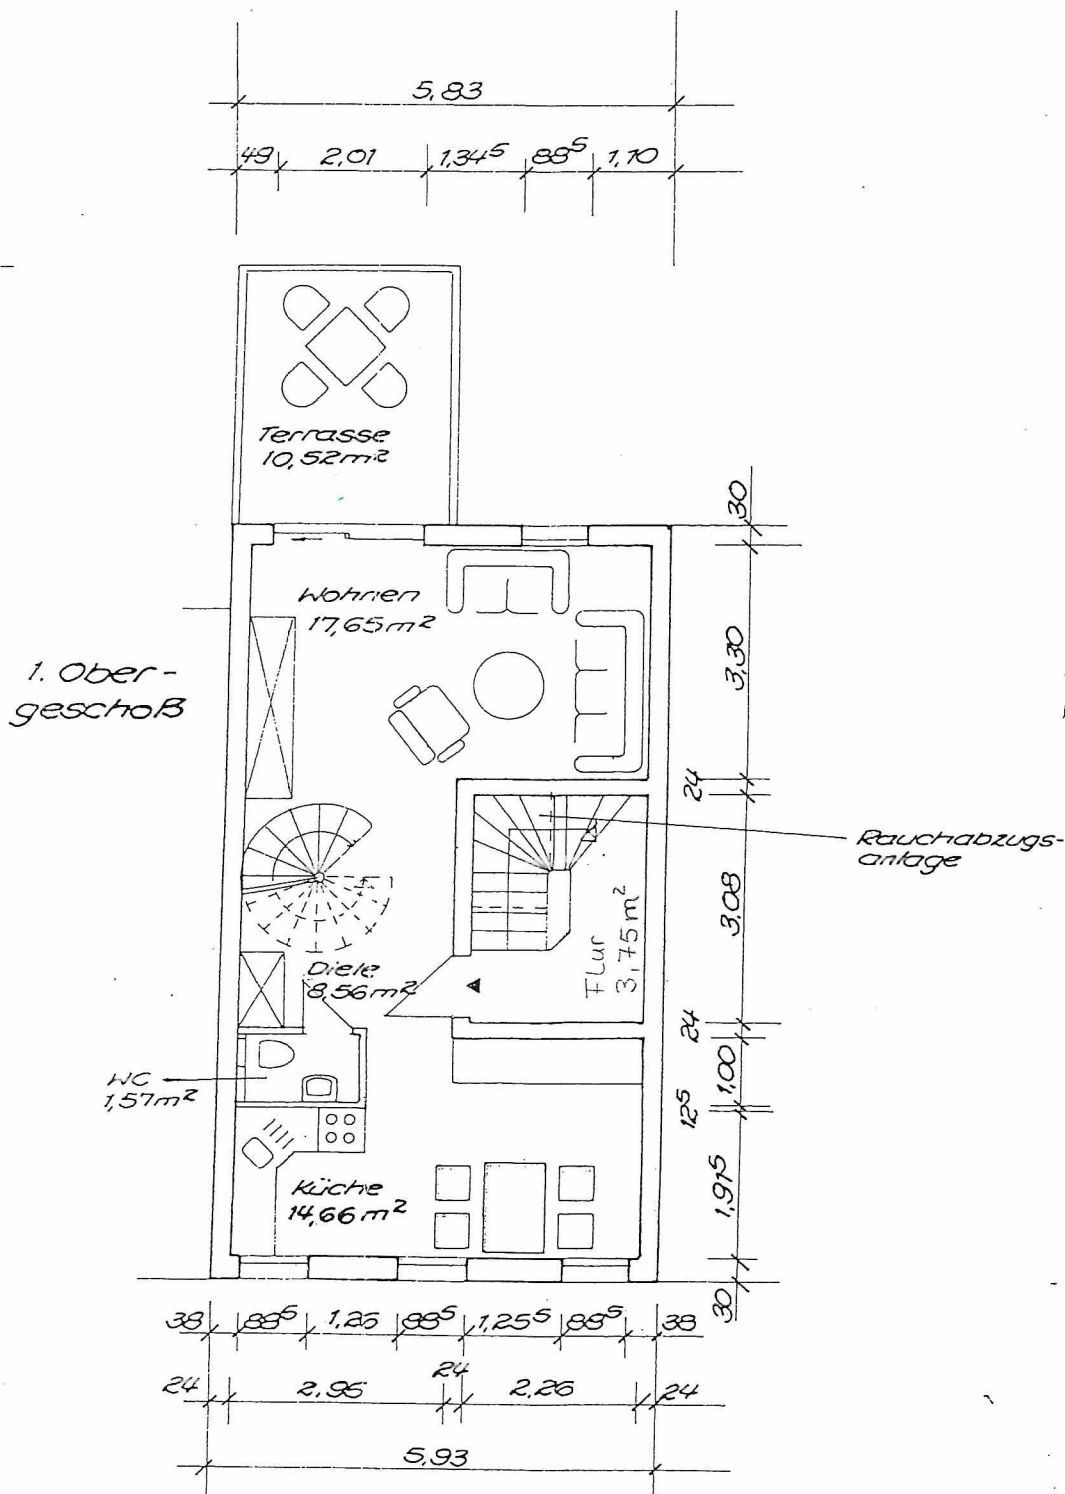 5,83
49 2,01 1,34⁵ 88⁵ 1,10
Terrasse
10,52m²
30
Wohnen
17,65m²
1. Ober-
geschoß
3,30
24
Rauchabzugs-
anlage
3,08
Flur
3,75m²
Diele
8,56m²
24
WC
1,57m²
1,00
12⁵
Küche
14,66m²
1,91⁵
30
38 88⁵ 1,25 88⁵ 1,25⁵ 88⁵ 38
24 2,95 24 2,26 24
5,93